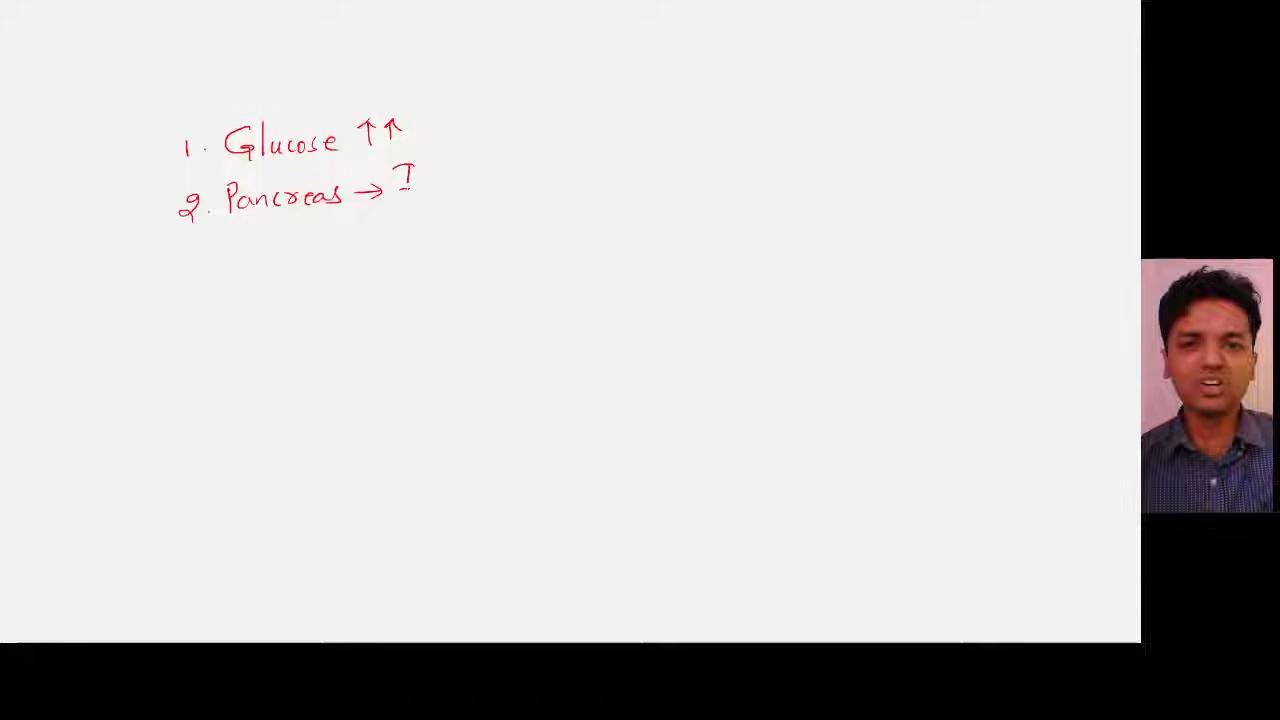 1. Glucose ↑↑
2. Pancreas → I